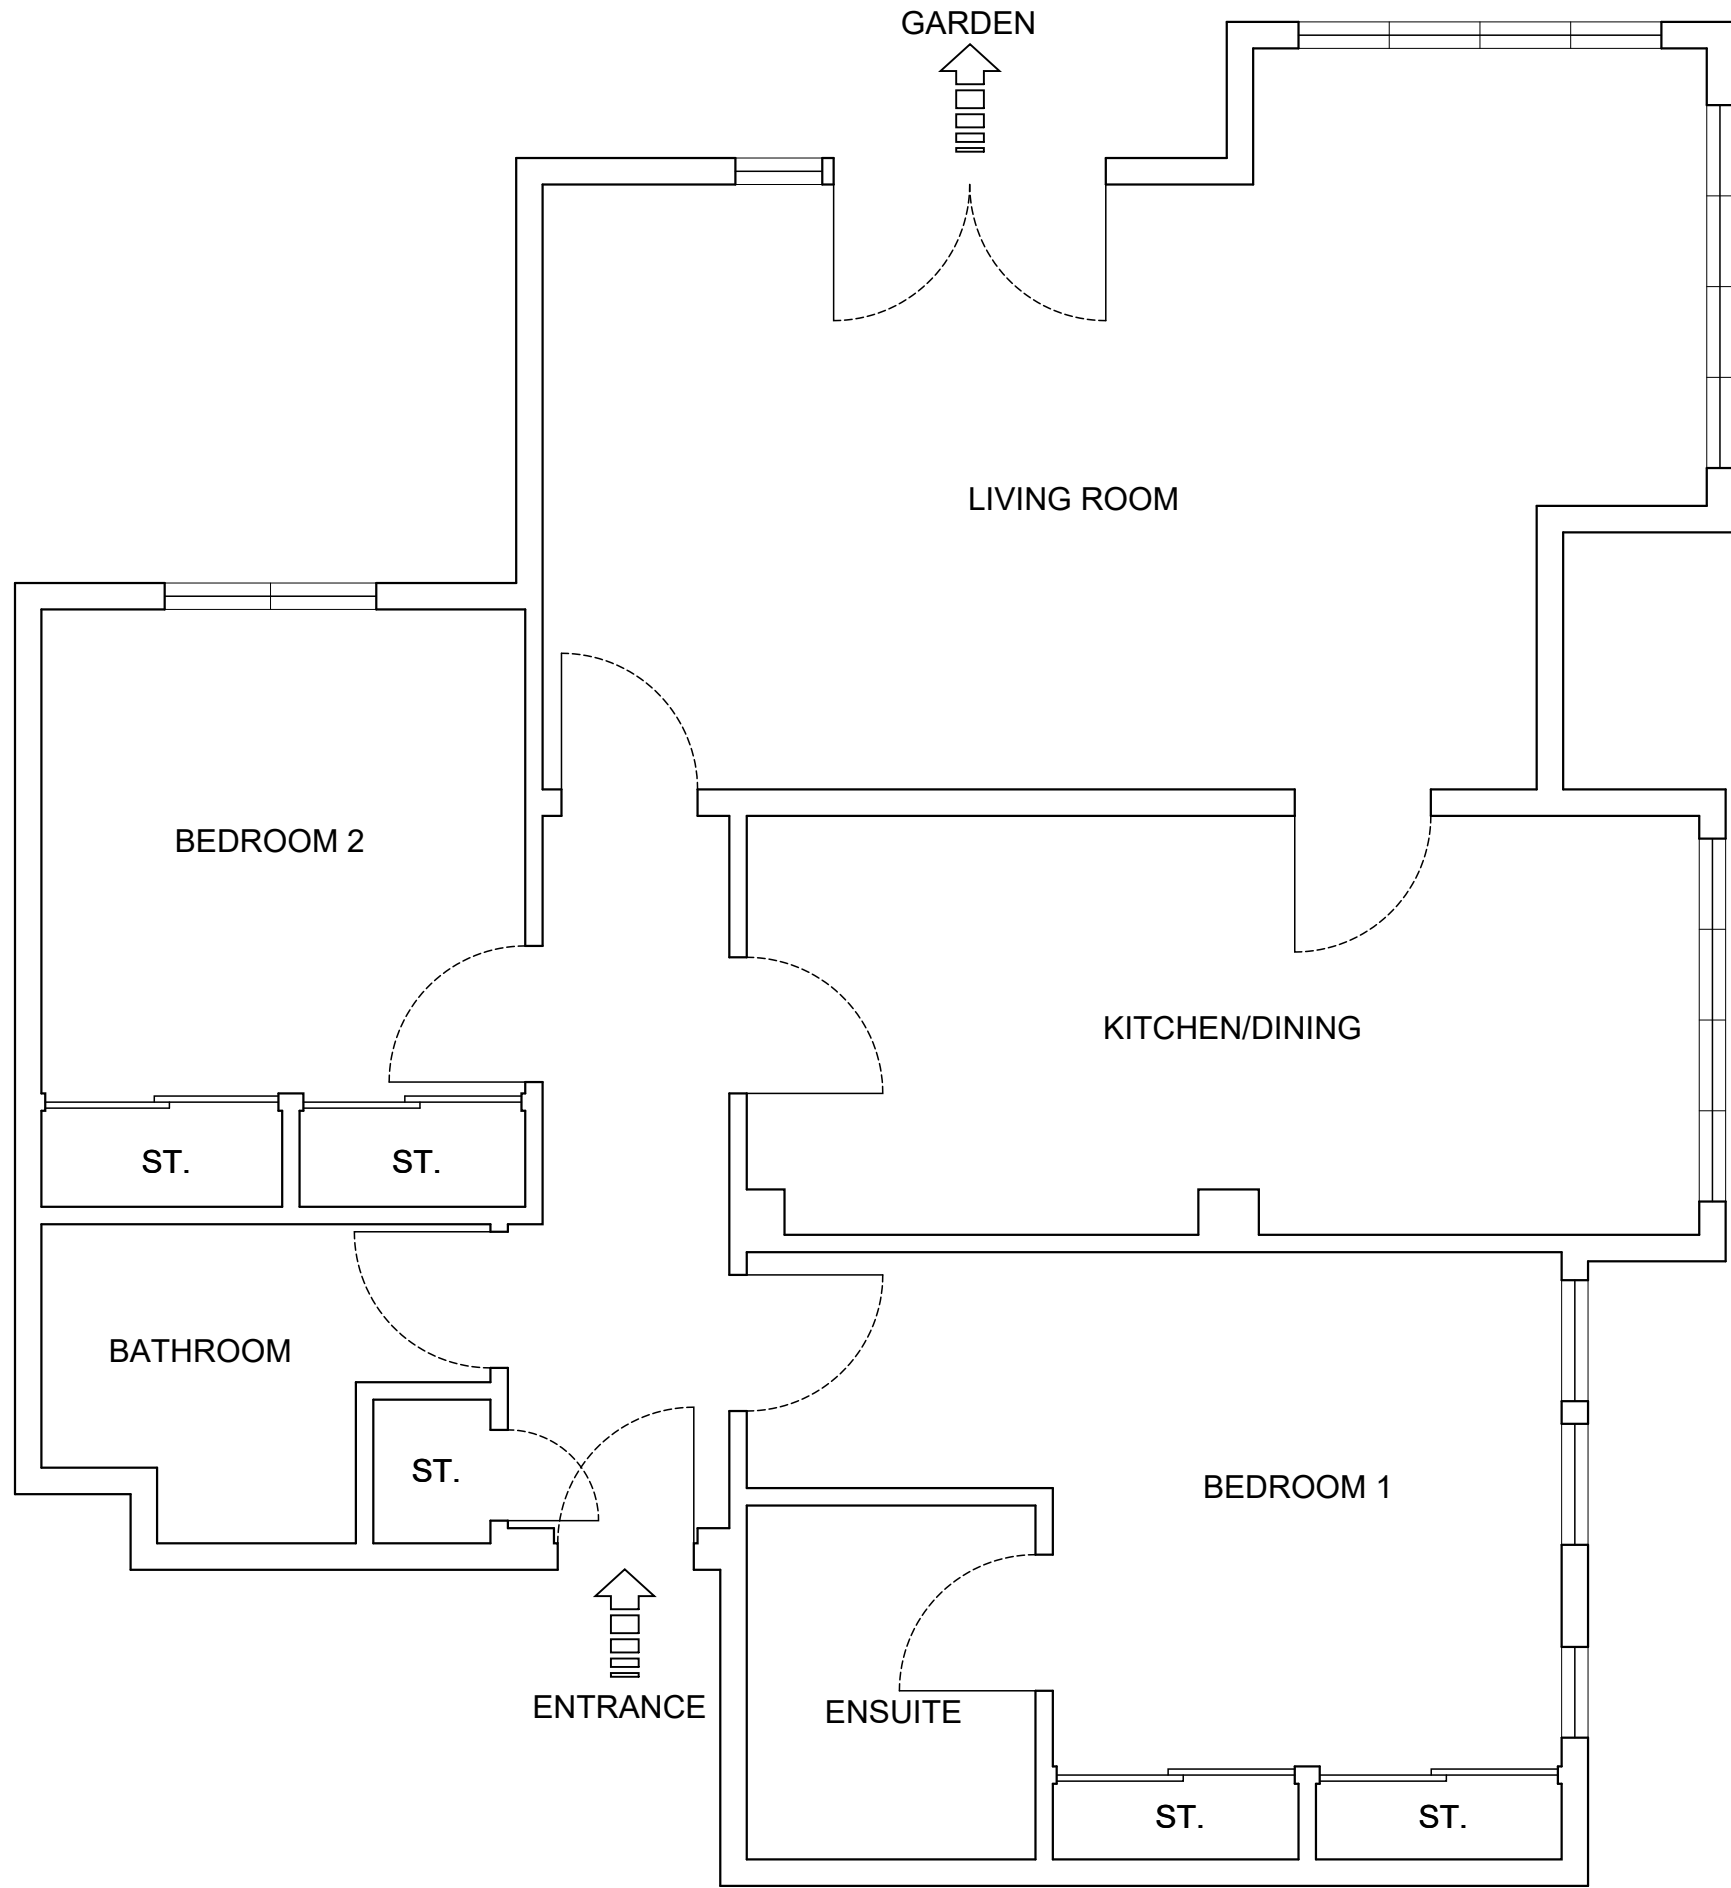 GARDEN
LIVING ROOM
BEDROOM 2
KITCHEN/DINING
ST.
ST.
BATHROOM
ST.
BEDROOM 1
ENTRANCE
ENSUITE
ST.
ST.